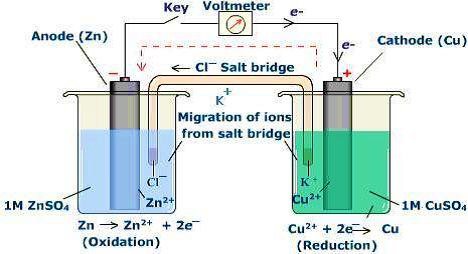 Key
Voltmeter
e-
Anode (Zn)
e-
Cathode (Cu)
−
+
← Cl⁻ Salt bridge
K⁺
Migration of ions
from salt bridge
Cl⁻
K⁺
Zn²⁺
Cu²⁺
1M ZnSO₄
1M CuSO₄
Zn → Zn²⁺ + 2e⁻
(Oxidation)
Cu²⁺ + 2e⁻→ Cu
(Reduction)